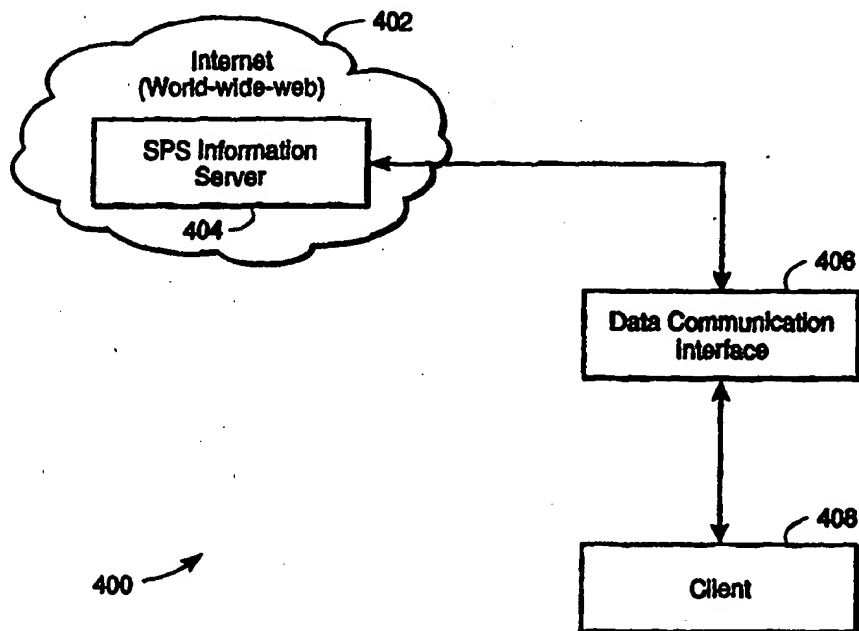 402
Internet
(World-wide-web)
SPS Information
Server
404
406
Data Communication
Interface
408
Client
400